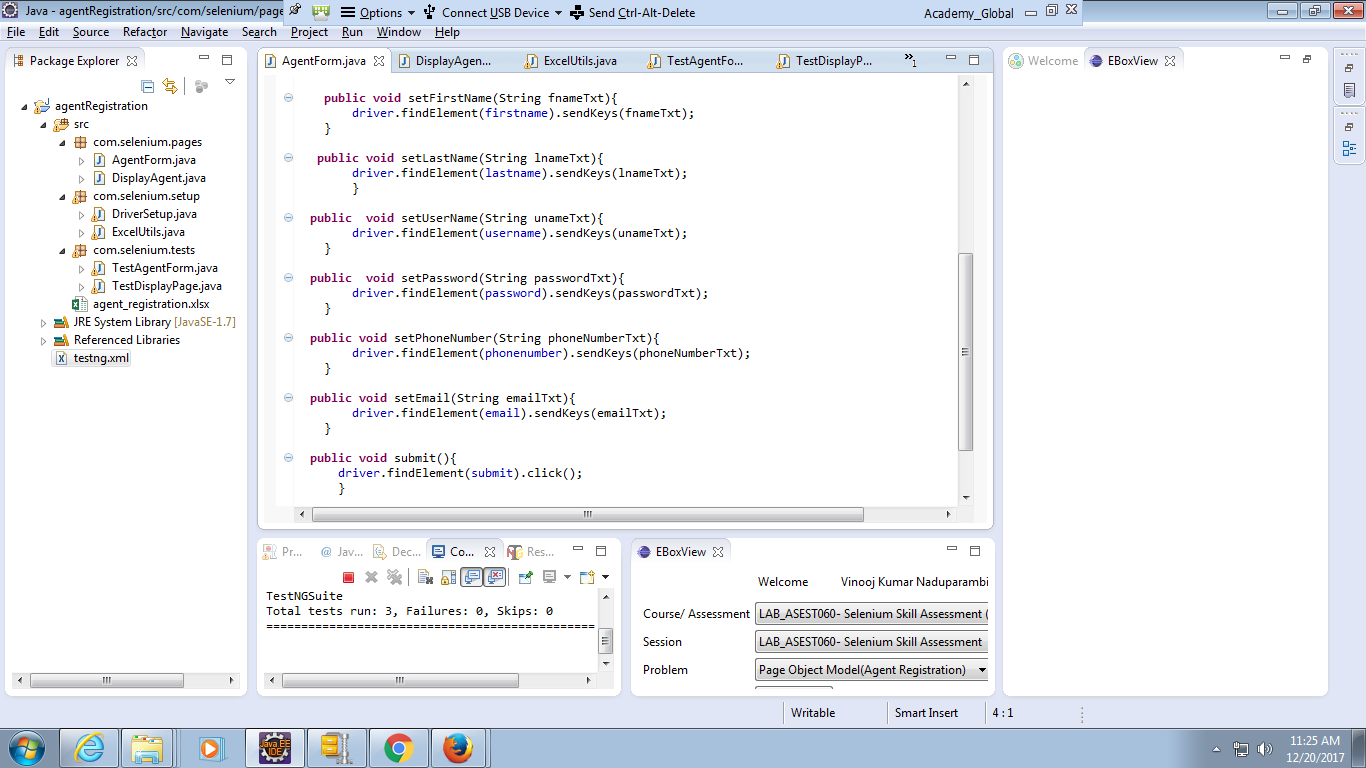 Java - agentRegistration/src/com/selenium/page
Options
Connect USB Device
Send Ctrl-Alt-Delete
Academy_Global
File Edit Source Refactor Navigate Search Project Run Window Help
Package Explorer
agentRegistration
src
com.selenium.pages
AgentForm.java
DisplayAgent.java
com.selenium.setup
DriverSetup.java
ExcelUtils.java
com.selenium.tests
TestAgentForm.java
TestDisplayPage.java
agent_registration.xlsx
JRE System Library [JavaSE-1.7]
Referenced Libraries
testng.xml
AgentForm.java DisplayAgen... ExcelUtils.java TestAgentFo... TestDisplayP... »1
public void setFirstName(String fnameTxt){
driver.findElement(firstname).sendKeys(fnameTxt);
}
public void setLastName(String lnameTxt){
driver.findElement(lastname).sendKeys(lnameTxt);
}
public  void setUserName(String unameTxt){
driver.findElement(username).sendKeys(unameTxt);
}
public  void setPassword(String passwordTxt){
driver.findElement(password).sendKeys(passwordTxt);
}
public void setPhoneNumber(String phoneNumberTxt){
driver.findElement(phonenumber).sendKeys(phoneNumberTxt);
}
public void setEmail(String emailTxt){
driver.findElement(email).sendKeys(emailTxt);
}
public void submit(){
driver.findElement(submit).click();
}
Welcome EBoxView
Pr... Jav... Dec... Co... Res...
TestNGSuite
Total tests run: 3, Failures: 0, Skips: 0
===============================================
EBoxView
Welcome Vinooj Kumar Naduparambi
Course/ Assessment LAB_ASEST060- Selenium Skill Assessment (
Session LAB_ASEST060- Selenium Skill Assessment
Problem Page Object Model(Agent Registration)
Writable Smart Insert 4 : 1
Java EE
IDE
11:25 AM
12/20/2017